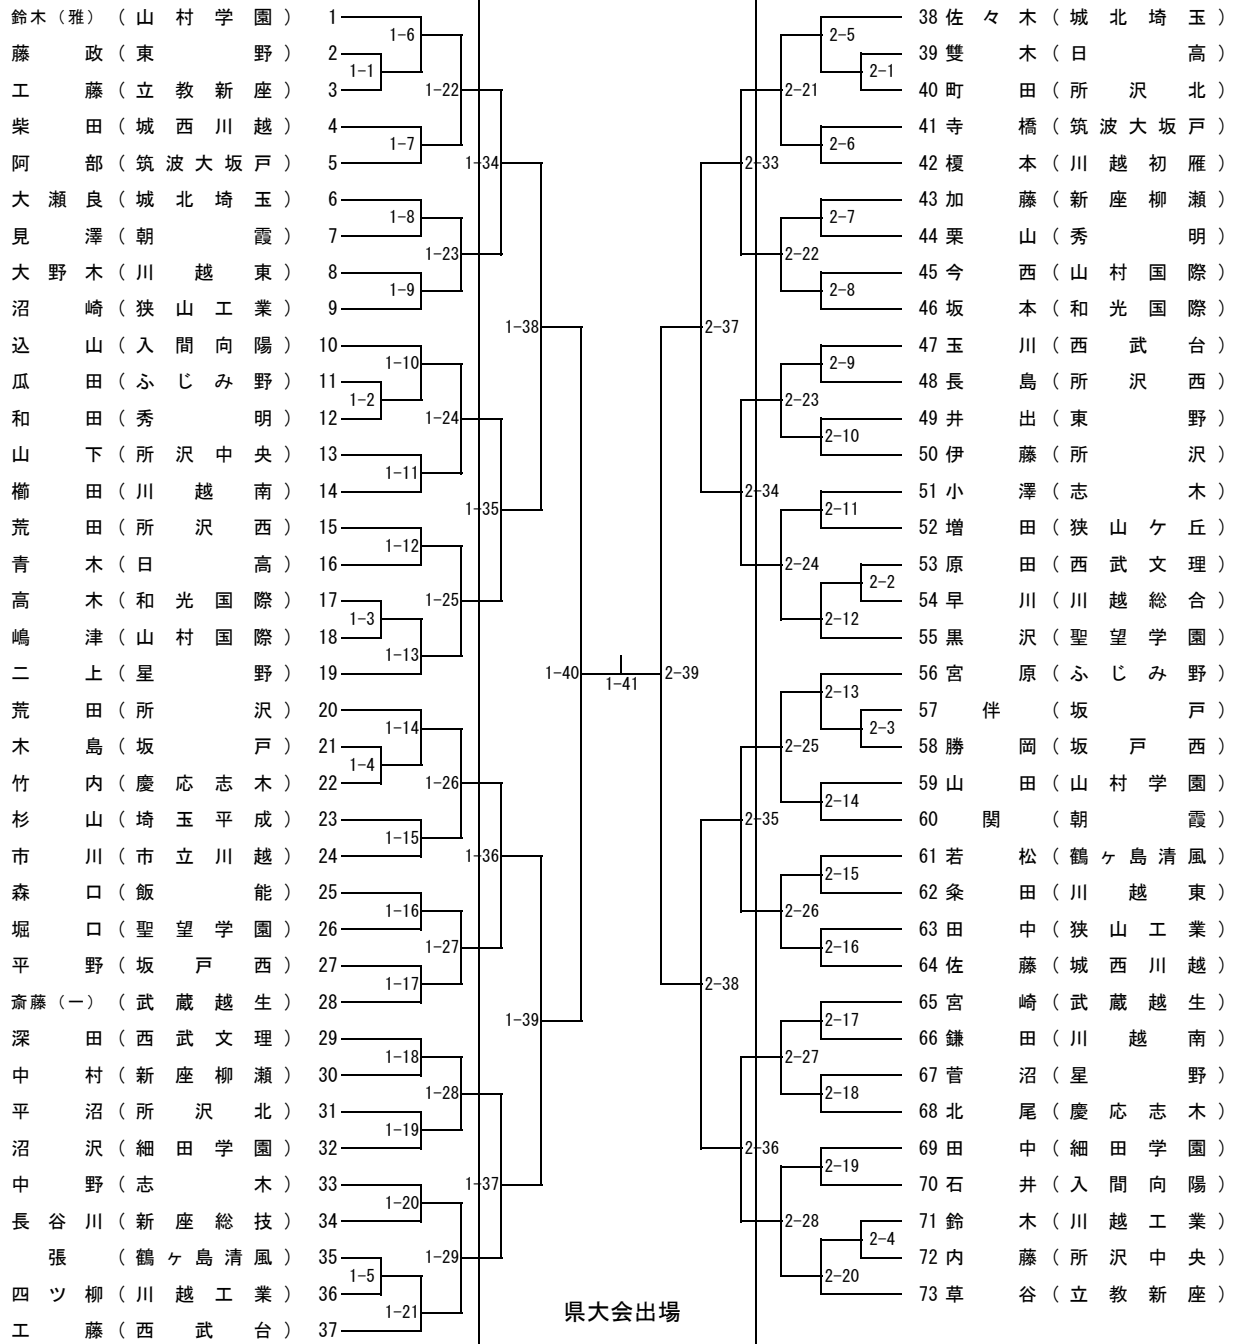 鈴木（雅）（山村学園） 1
藤政（東野） 2
工藤（立教新座） 3
柴田（城西川越） 4
阿部（筑波大坂戸） 5
大瀬良（城北埼玉） 6
見澤（朝霞） 7
大野木（川越東） 8
沼崎（狭山工業） 9
込山（入間向陽） 10
瓜田（ふじみ野） 11
和田（秀明） 12
山下（所沢中央） 13
櫛田（川越南） 14
荒田（所沢西） 15
青木（日高） 16
高木（和光国際） 17
嶋津（山村国際） 18
二上（星野） 19
荒田（所沢） 20
木島（坂戸） 21
竹内（慶応志木） 22
杉山（埼玉平成） 23
市川（市立川越） 24
森口（飯能） 25
堀口（聖望学園） 26
平野（坂戸西） 27
斎藤（一）（武蔵越生） 28
深田（西武文理） 29
中村（新座柳瀬） 30
平沼（所沢北） 31
沼沢（細田学園） 32
中野（志木） 33
長谷川（新座総技） 34
張（鶴ヶ島清風） 35
四ツ柳（川越工業） 36
工藤（西武台） 37
1-1
1-2
1-3
1-4
1-5
1-6
1-7
1-8
1-9
1-10
1-11
1-12
1-13
1-14
1-15
1-16
1-17
1-18
1-19
1-20
1-21
1-22
1-23
1-24
1-25
1-26
1-27
1-28
1-29
1-34
1-35
1-36
1-37
1-38
1-39
1-40
1-41
2-39
2-37
2-38
2-33
2-34
2-35
2-36
2-21
2-22
2-23
2-24
2-25
2-26
2-27
2-28
2-5
2-6
2-7
2-8
2-9
2-10
2-11
2-12
2-13
2-14
2-15
2-16
2-17
2-18
2-19
2-20
2-1
2-2
2-3
2-4
38 佐々木（城北埼玉）
39 雙木（日高）
40 町田（所沢北）
41 寺橋（筑波大坂戸）
42 榎本（川越初雁）
43 加藤（新座柳瀬）
44 栗山（秀明）
45 今西（山村国際）
46 坂本（和光国際）
47 玉川（西武台）
48 長島（所沢西）
49 井出（東野）
50 伊藤（所沢）
51 小澤（志木）
52 増田（狭山ケ丘）
53 原田（西武文理）
54 早川（川越総合）
55 黒沢（聖望学園）
56 宮原（ふじみ野）
57 伴（坂戸）
58 勝岡（坂戸西）
59 山田（山村学園）
60 関（朝霞）
61 若松（鶴ヶ島清風）
62 粂田（川越東）
63 田中（狭山工業）
64 佐藤（城西川越）
65 宮崎（武蔵越生）
66 鎌田（川越南）
67 菅沼（星野）
68 北尾（慶応志木）
69 田中（細田学園）
70 石井（入間向陽）
71 鈴木（川越工業）
72 内藤（所沢中央）
73 草谷（立教新座）
県大会出場